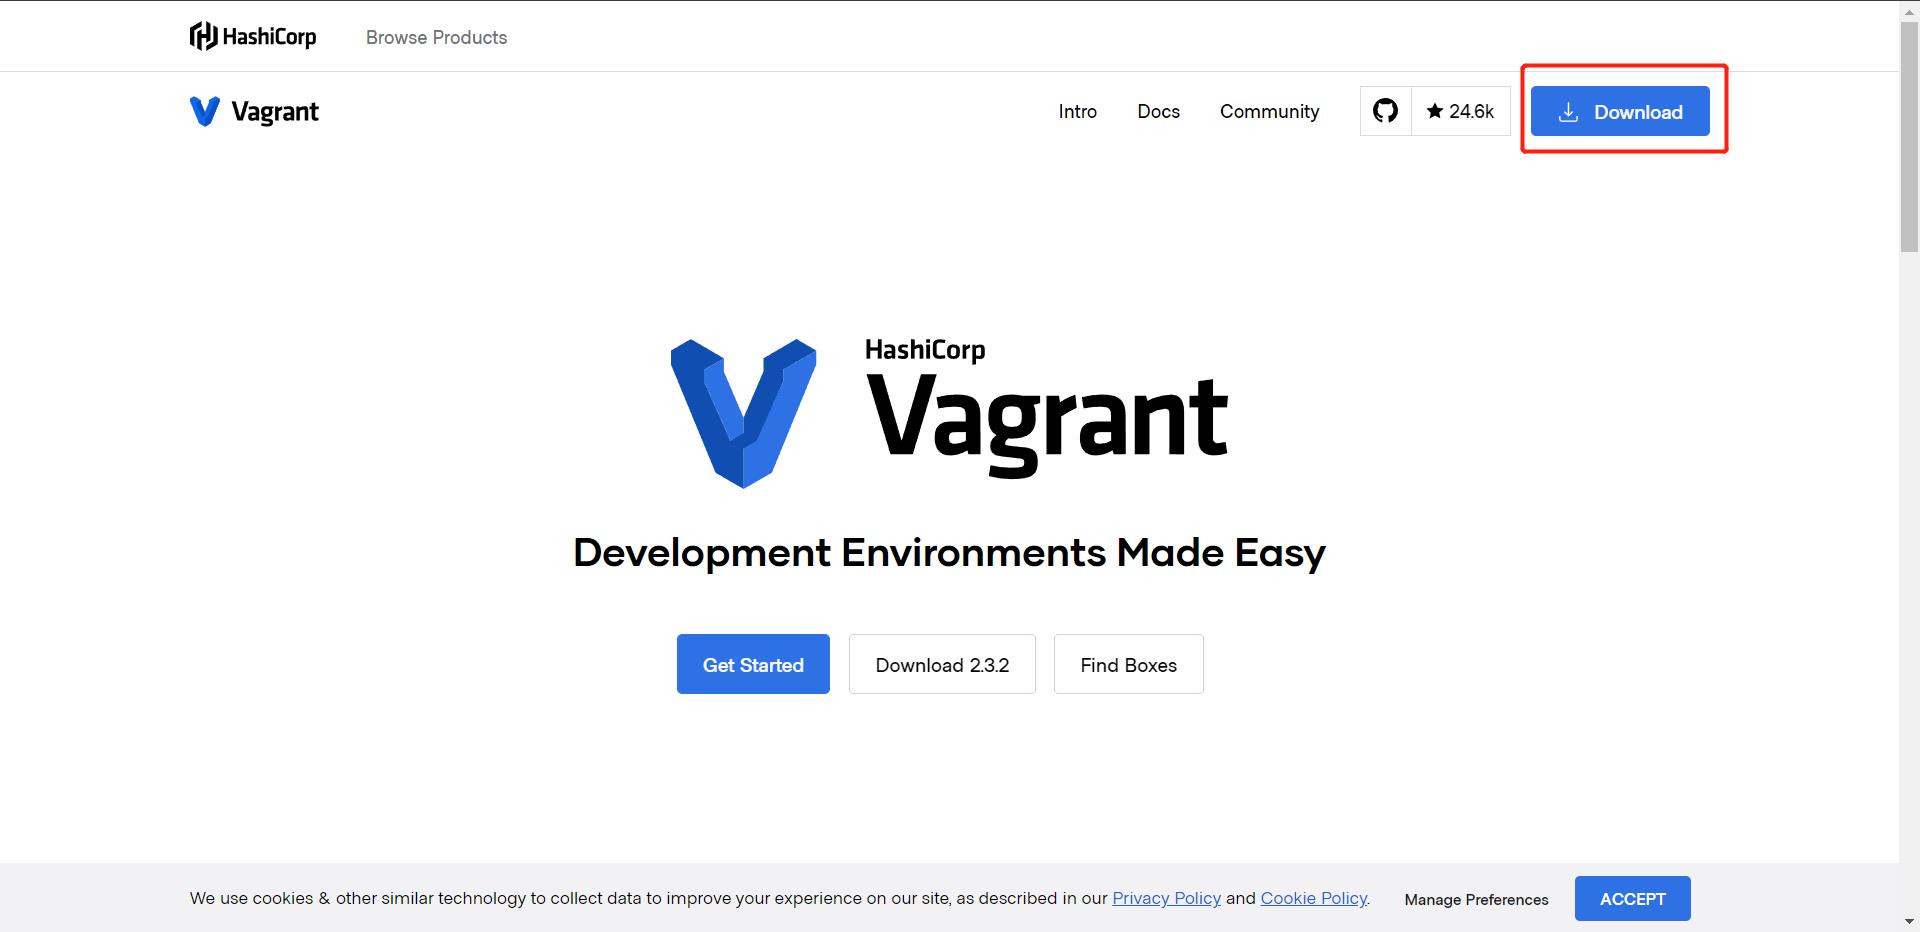 HashiCorp Browse Products
Vagrant Intro Docs Community 24.6k Download
HashiCorp
Vagrant
Development Environments Made Easy
Get Started Download 2.3.2 Find Boxes
We use cookies & other similar technology to collect data to improve your experience on our site, as described in our Privacy Policy and Cookie Policy. Manage Preferences ACCEPT